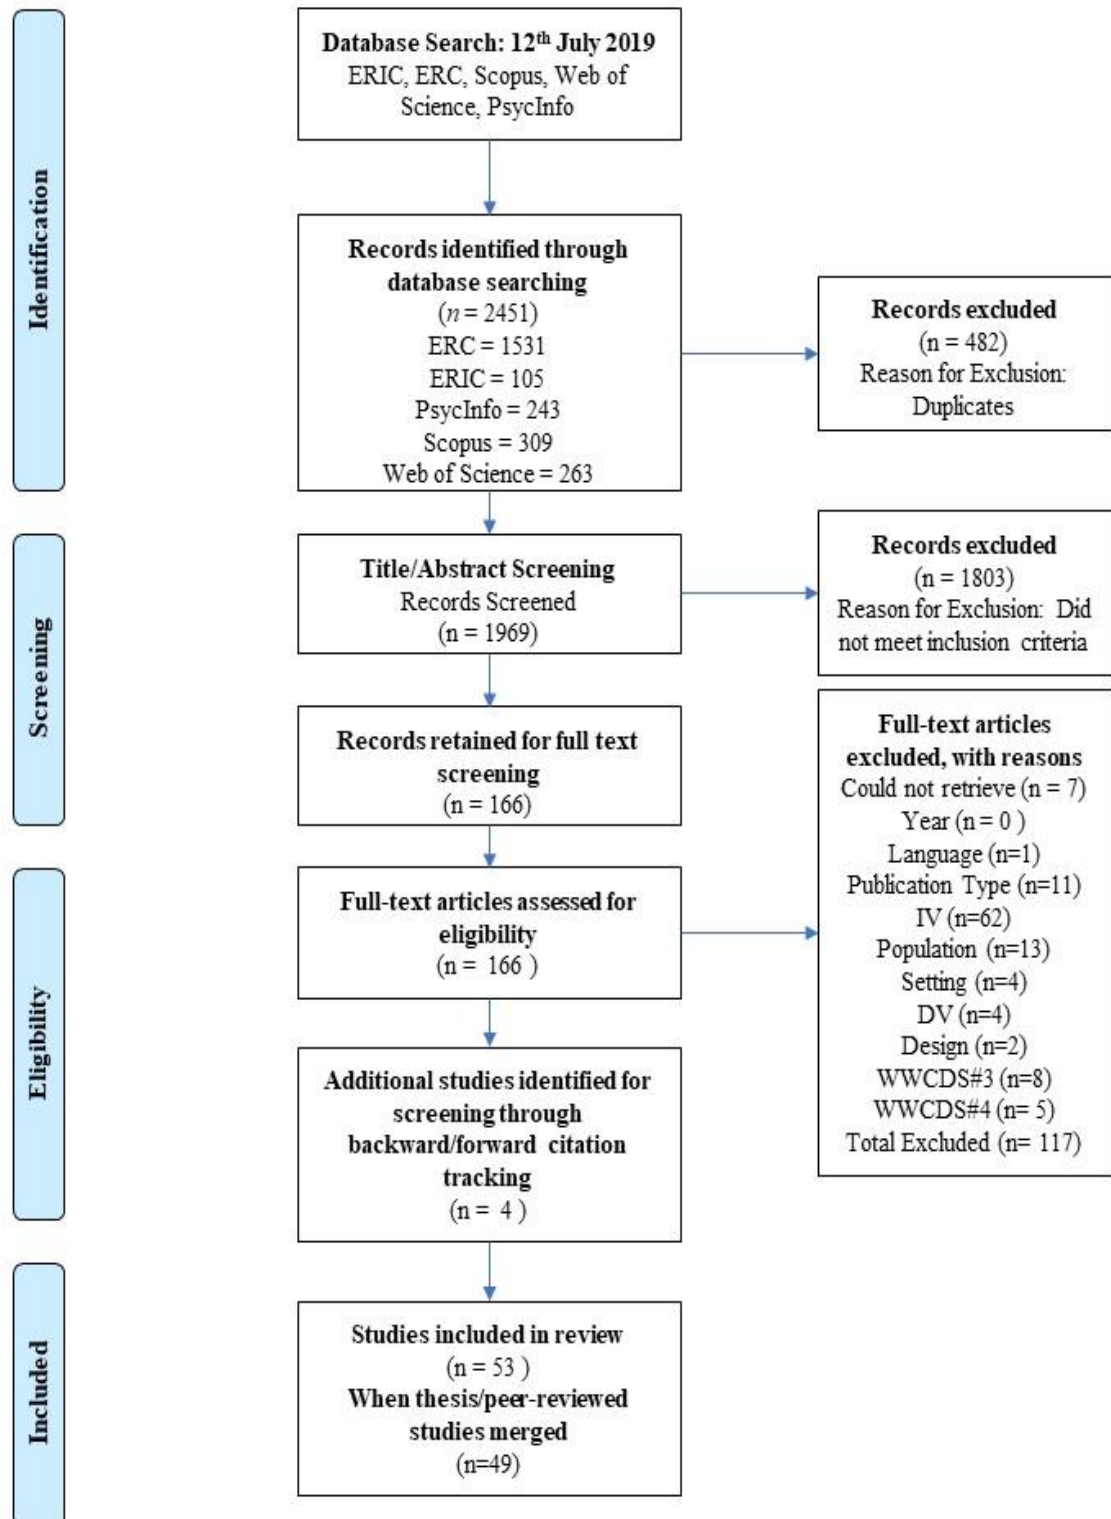 Identification
Database Search: 12th July 2019
ERIC, ERC, Scopus, Web of
Science, PsycInfo
Records identified through
database searching
(n = 2451)
ERC = 1531
ERIC = 105
PsycInfo = 243
Scopus = 309
Web of Science = 263
Records excluded
(n = 482)
Reason for Exclusion:
Duplicates
Screening
Title/Abstract Screening
Records Screened
(n = 1969)
Records excluded
(n = 1803)
Reason for Exclusion: Did
not meet inclusion criteria
Records retained for full text
screening
(n = 166)
Eligibility
Full-text articles assessed for
eligibility
(n = 166 )
Full-text articles
excluded, with reasons
Could not retrieve (n = 7)
Year (n = 0 )
Language (n=1)
Publication Type (n=11)
IV (n=62)
Population (n=13)
Setting (n=4)
DV (n=4)
Design (n=2)
WWCDS#3 (n=8)
WWCDS#4 (n= 5)
Total Excluded (n= 117)
Additional studies identified for
screening through
backward/forward citation
tracking
(n = 4 )
Included
Studies included in review
(n = 53 )
When thesis/peer-reviewed
studies merged
(n=49)